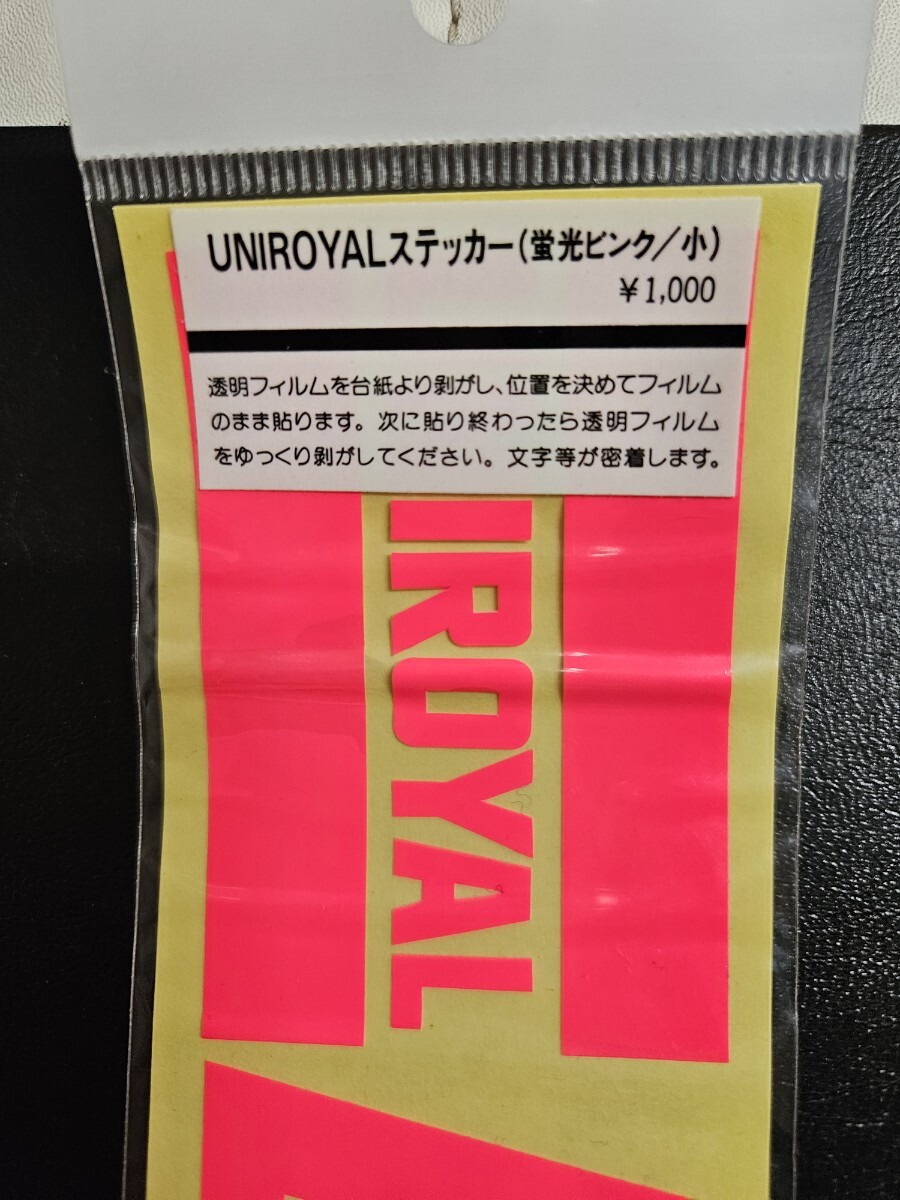 UNIROYALステッカー(蛍光ピンク/小)
¥1,000
透明フィルムを台紙より剥がし、位置を決めてフィルム
のまま貼ります。次に貼り終わったら透明フィルム
をゆっくり剥がしてください。文字等が密着します。
IROYAL